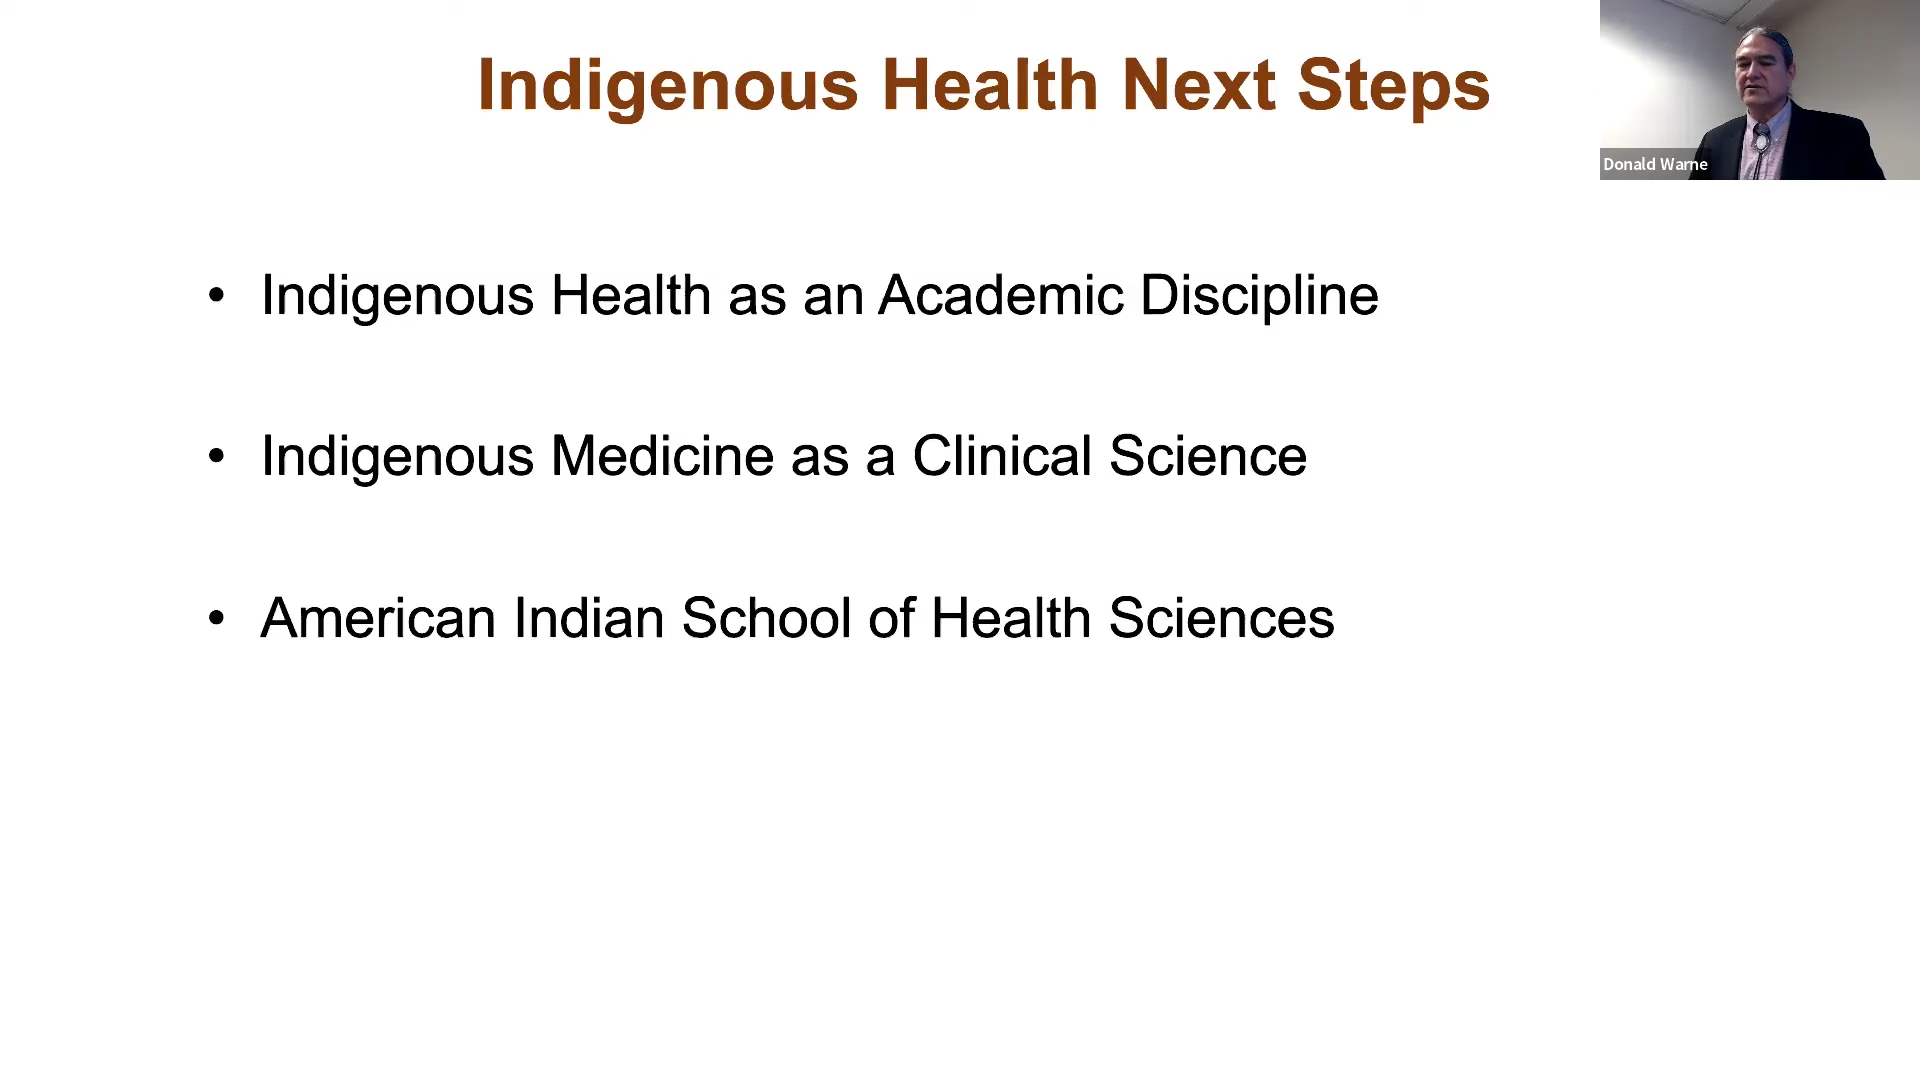 Indigenous Health Next Steps
Donald Warne
• Indigenous Health as an Academic Discipline
• Indigenous Medicine as a Clinical Science
• American Indian School of Health Sciences